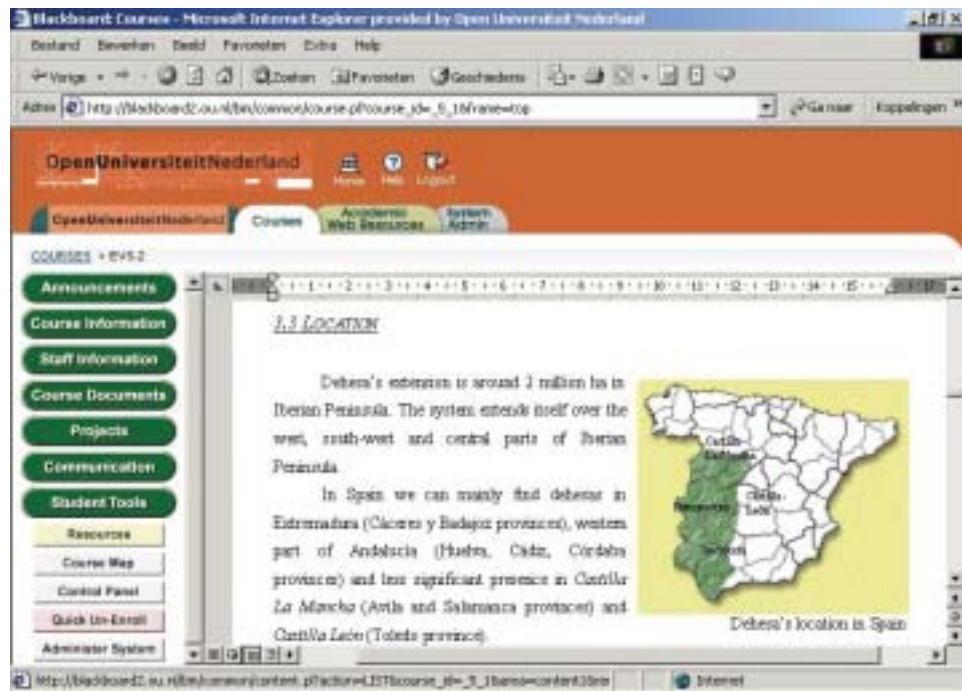 Blackboard Courses - Microsoft Internet Explorer provided by Open Universiteit Nederland
Bestand Bewerken Beeld Favorieten Extra Help
Vorige Zoeken Favorieten Geschiedenis
Adres http://blackboard2.ou.nl/bin/common/course.pl?course_id=_5_1&frame=top Ga naar Koppelingen
OpenUniversiteitNederland
Home Help Logout
OpenUniversiteitNederland Courses Academic Web Resources System Admin
COURSES > EVS-2
Announcements
Course Information
Staff Information
Course Documents
Projects
Communication
Student Tools
Resources
Course Map
Control Panel
Quick Un-Enroll
Administer System
1.3 LOCATION
Dehesa's extension is around 2 million ha in
Iberian Peninsula. The system extends itself over the
west, south-west and central parts of Iberian
Peninsula.
In Spain we can mainly find dehesas in
Extremadura (Cáceres y Badajoz provinces), western
part of Andalucía (Huelva, Cádiz, Córdoba
provinces) and less significant presence in Castilla
La Mancha (Avila and Salamanca provinces) and
Castilla León (Toledo province).
Castilla
Castilla-
León
Dehesa's location in Spain
Internet